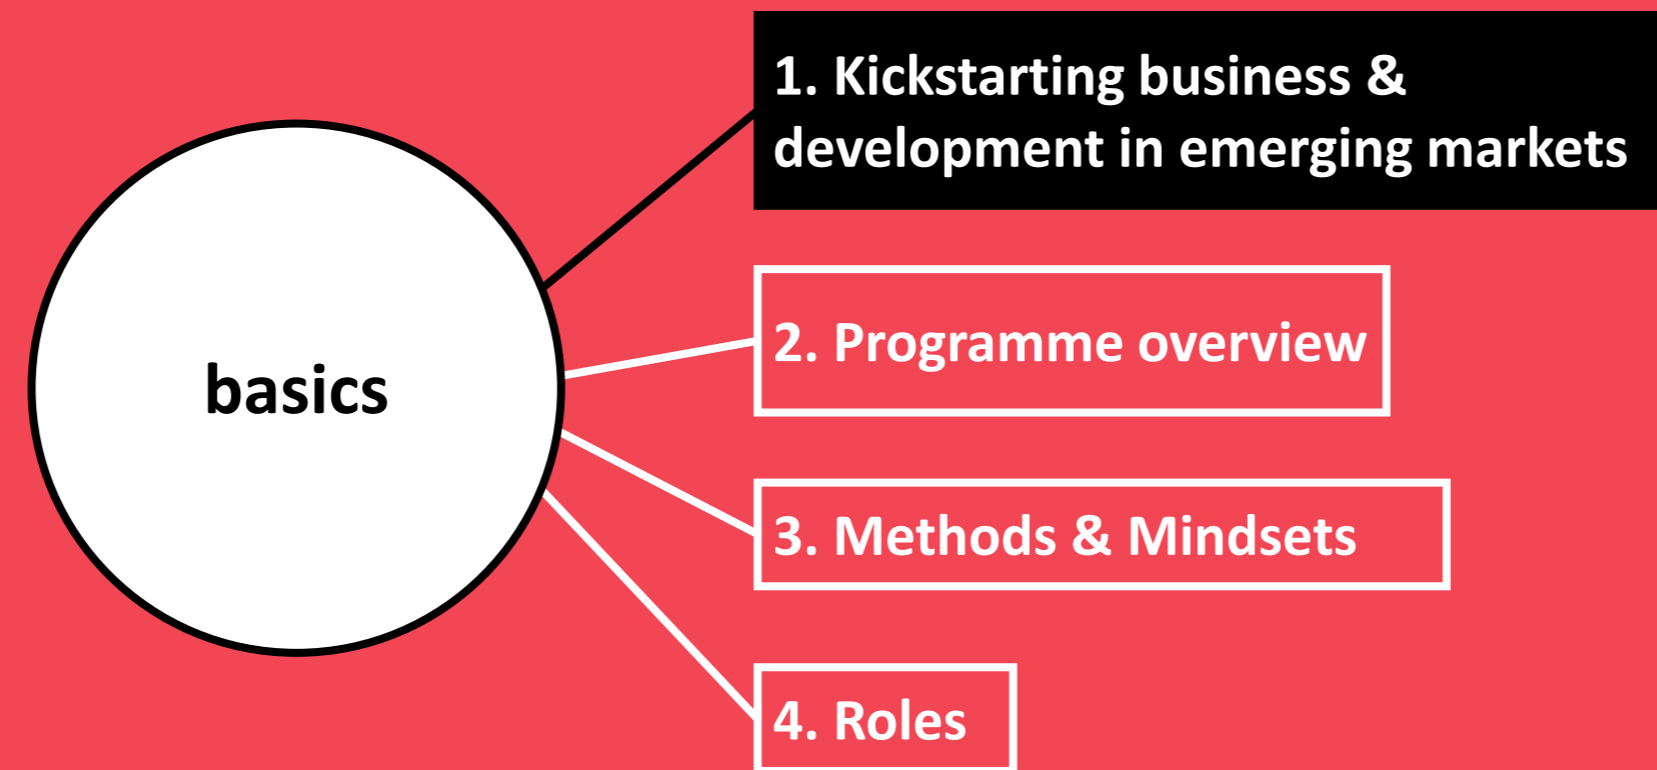 1. Kickstarting business &
development in emerging markets
basics
2. Programme overview
3. Methods & Mindsets
4. Roles